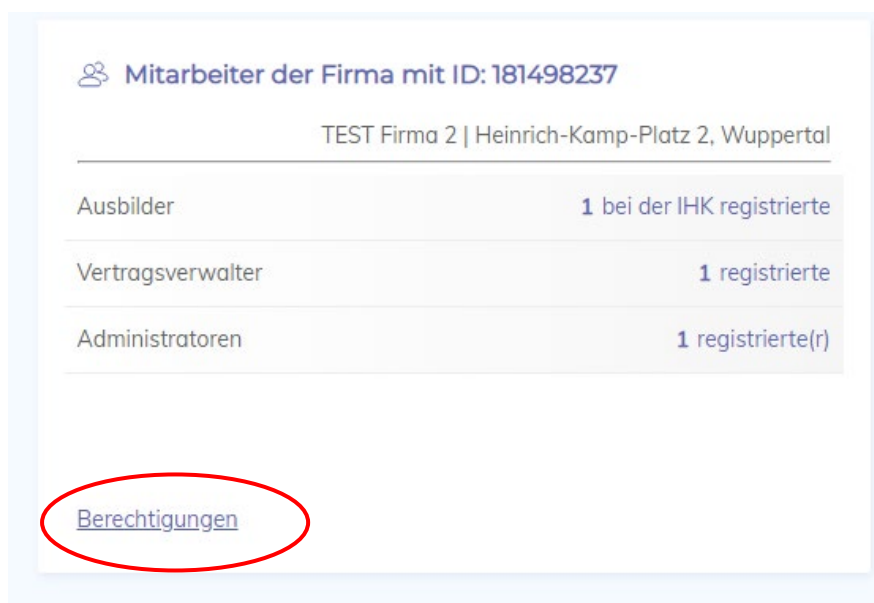 Mitarbeiter der Firma mit ID: 181498237
TEST Firma 2 | Heinrich-Kamp-Platz 2, Wuppertal
Ausbilder 1 bei der IHK registrierte
Vertragsverwalter 1 registrierte
Administratoren 1 registrierte(r)
Berechtigungen